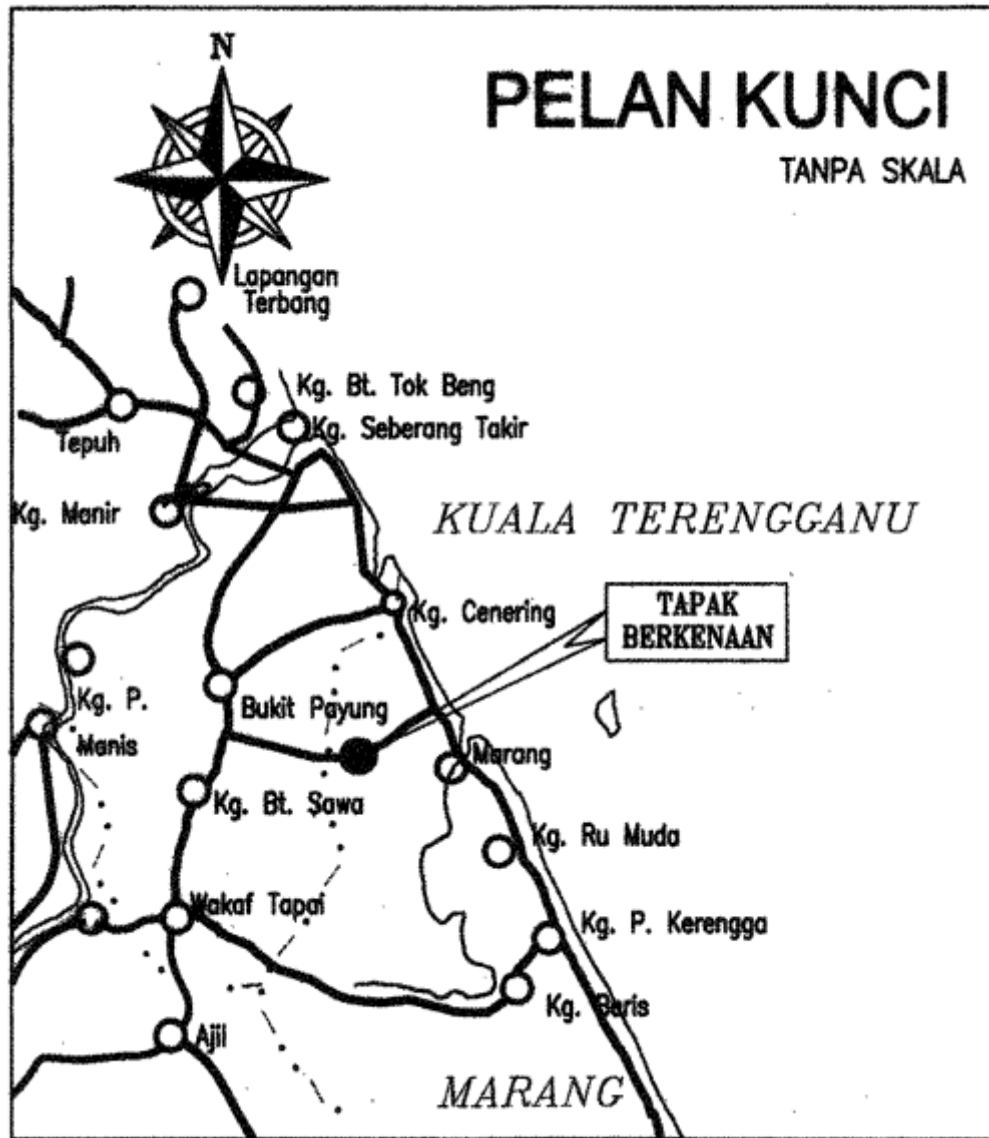 N
PELAN KUNCI
TANPA SKALA
Lapangan
Terbang
Kg. Bt. Tok Beng
Kg. Seberang Takir
Tepuh
Kg. Manir
KUALA TERENGGANU
TAPAK
BERKENAAN
Kg. Cenering
Kg. P.
Manis
Bukit Payung
Marang
Kg. Bt. Sawa
Kg. Ru Muda
Wakaf Tapai
Kg. P. Kerengga
Kg. Beris
Ajil
MARANG